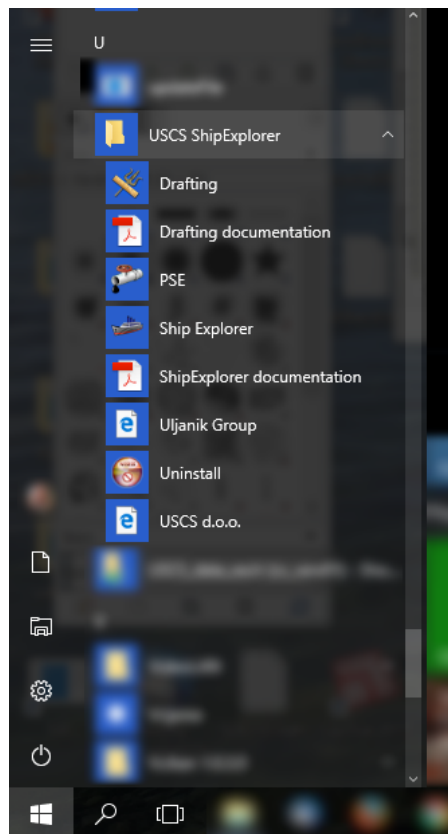 U
USCS ShipExplorer
Drafting
Drafting documentation
PSE
Ship Explorer
ShipExplorer documentation
Uljanik Group
Uninstall
USCS d.o.o.